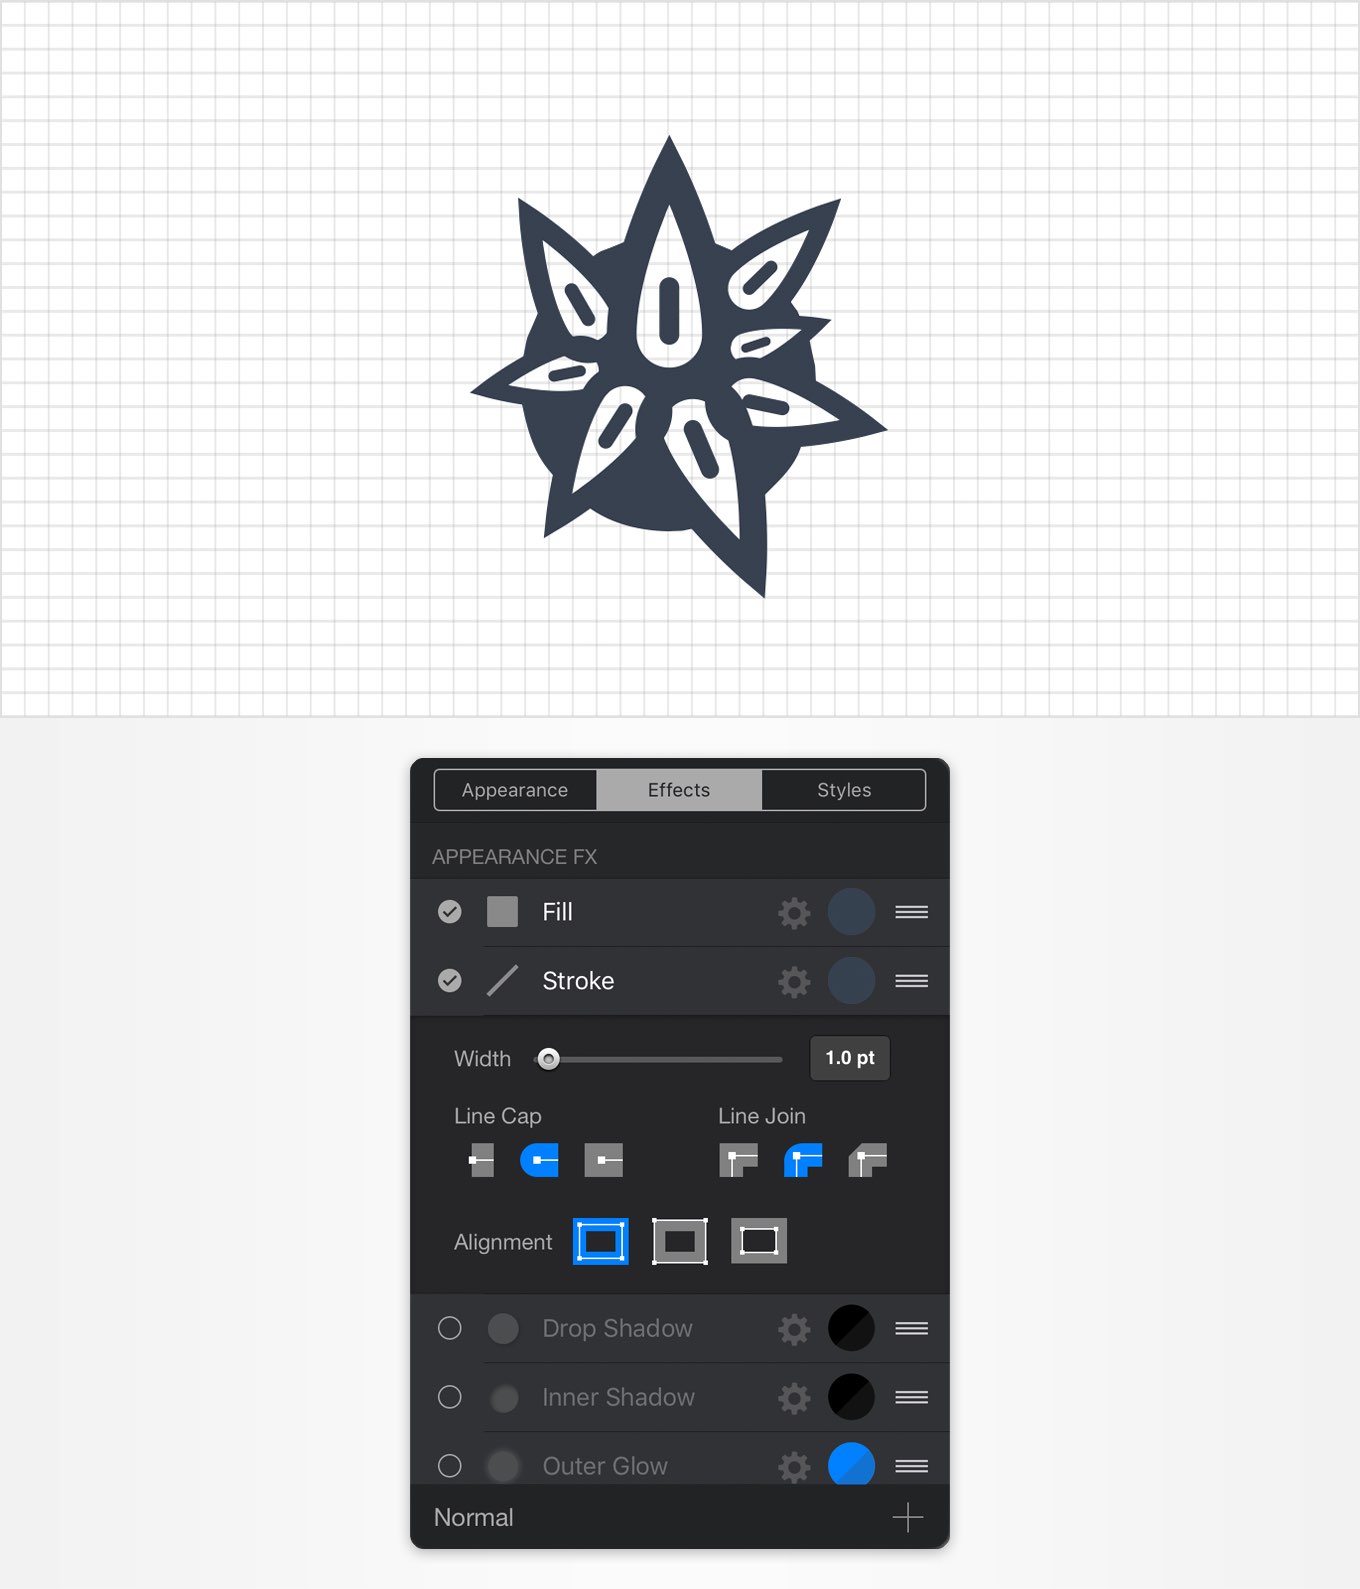 Appearance Effects Styles
APPEARANCE FX
Fill
Stroke
Width 1.0 pt
Line Cap Line Join
Alignment
Drop Shadow
Inner Shadow
Outer Glow
Normal